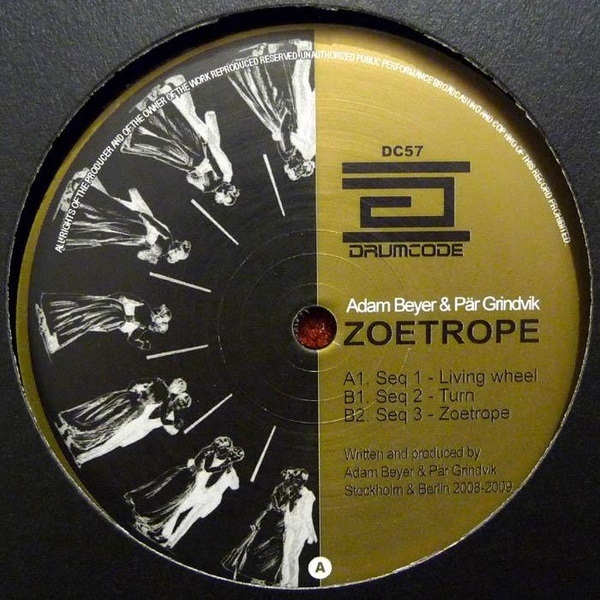 ALL RIGHTS OF THE PRODUCER AND OF THE OWNER OF THE WORK REPRODUCED RESERVED. UNAUTHORIZED PUBLIC PERFORMANCE BROADCASTING AND COPYING OF THIS RECORD PROHIBITED
DC57
DRUMCODE
Adam Beyer & Pär Grindvik
ZOETROPE
A1. Seq 1 - Living wheel
B1. Seq 2 - Turn
B2. Seq 3 - Zoetrope
Written and produced by
Adam Beyer & Pär Grindvik
Stockholm & Berlin 2008-2009
A